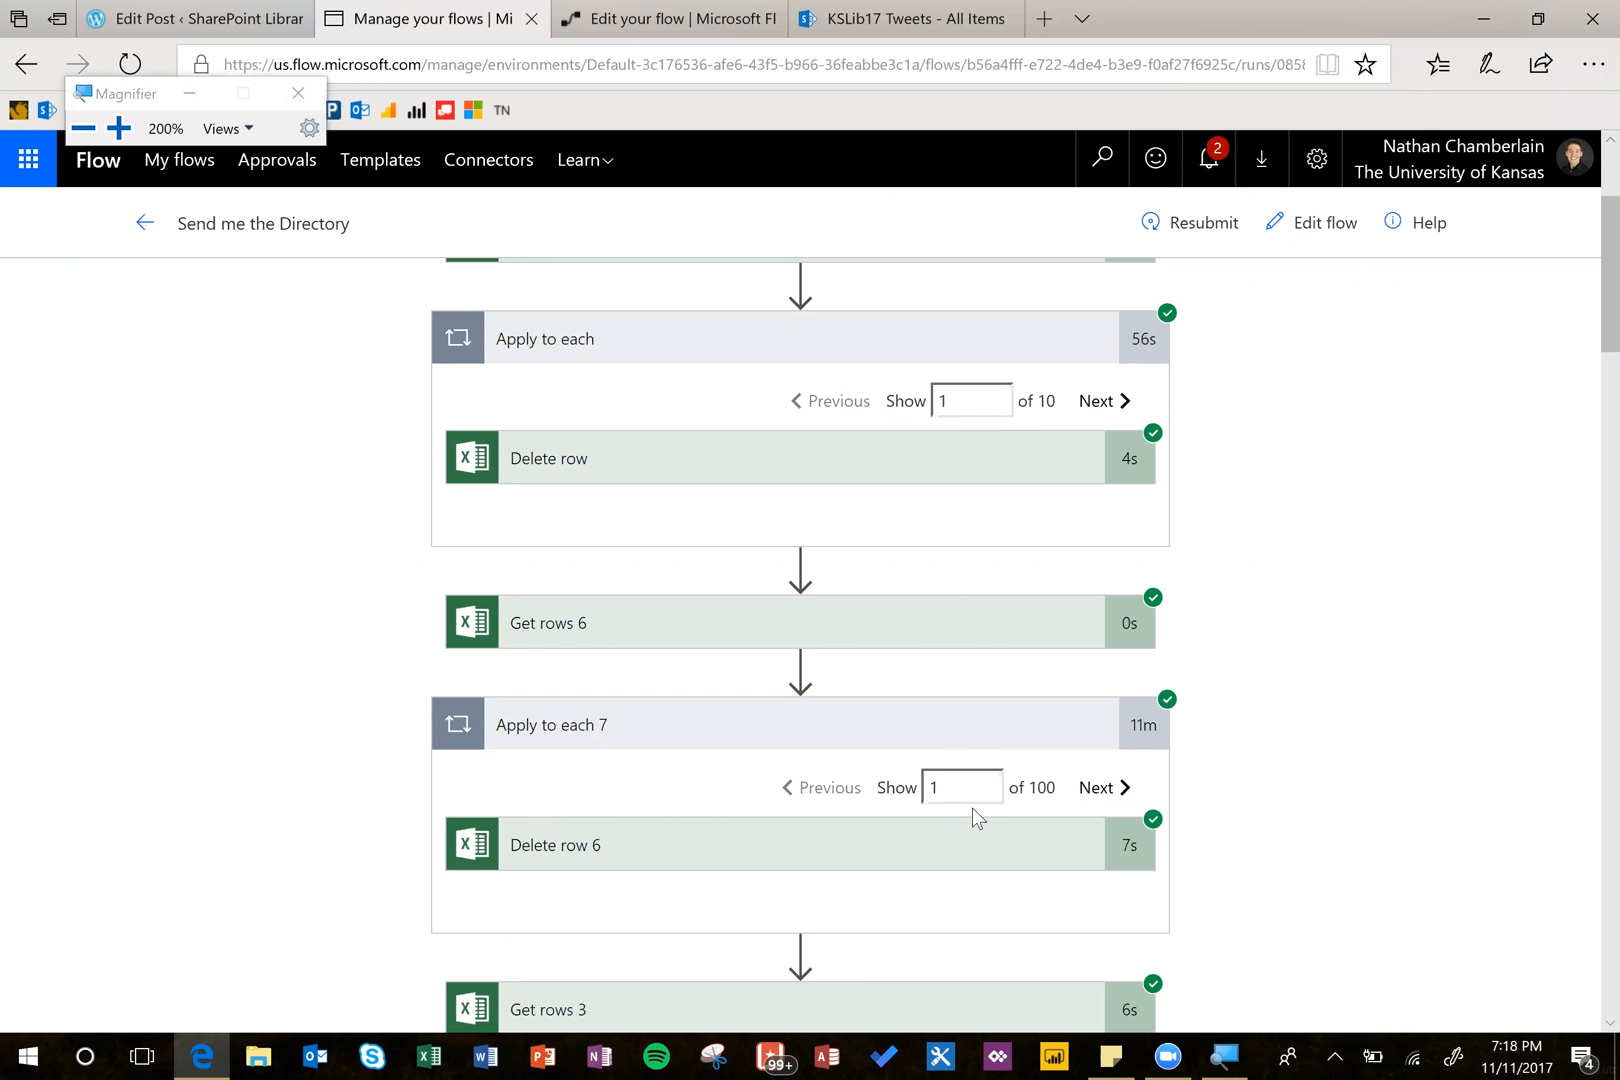 Edit Post ‹ SharePoint Librar
Manage your flows | Mi
Edit your flow | Microsoft Fl
KSLib17 Tweets - All Items
https://us.flow.microsoft.com/manage/environments/Default-3c176536-afe6-43f5-b966-36feabbe3c1a/flows/b56a4fff-e722-4de4-b3e9-f0af27f6925c/runs/0858
Magnifier
TN
200% Views
Flow My flows Approvals Templates Connectors Learn
2
Nathan Chamberlain
The University of Kansas
Send me the Directory
Resubmit Edit flow Help
Apply to each 56s
Previous Show 1 of 10 Next
Delete row 4s
Get rows 6 0s
Apply to each 7 11m
Previous Show 1 of 100 Next
Delete row 6 7s
Get rows 3 6s
99+
7:18 PM
11/11/2017
4